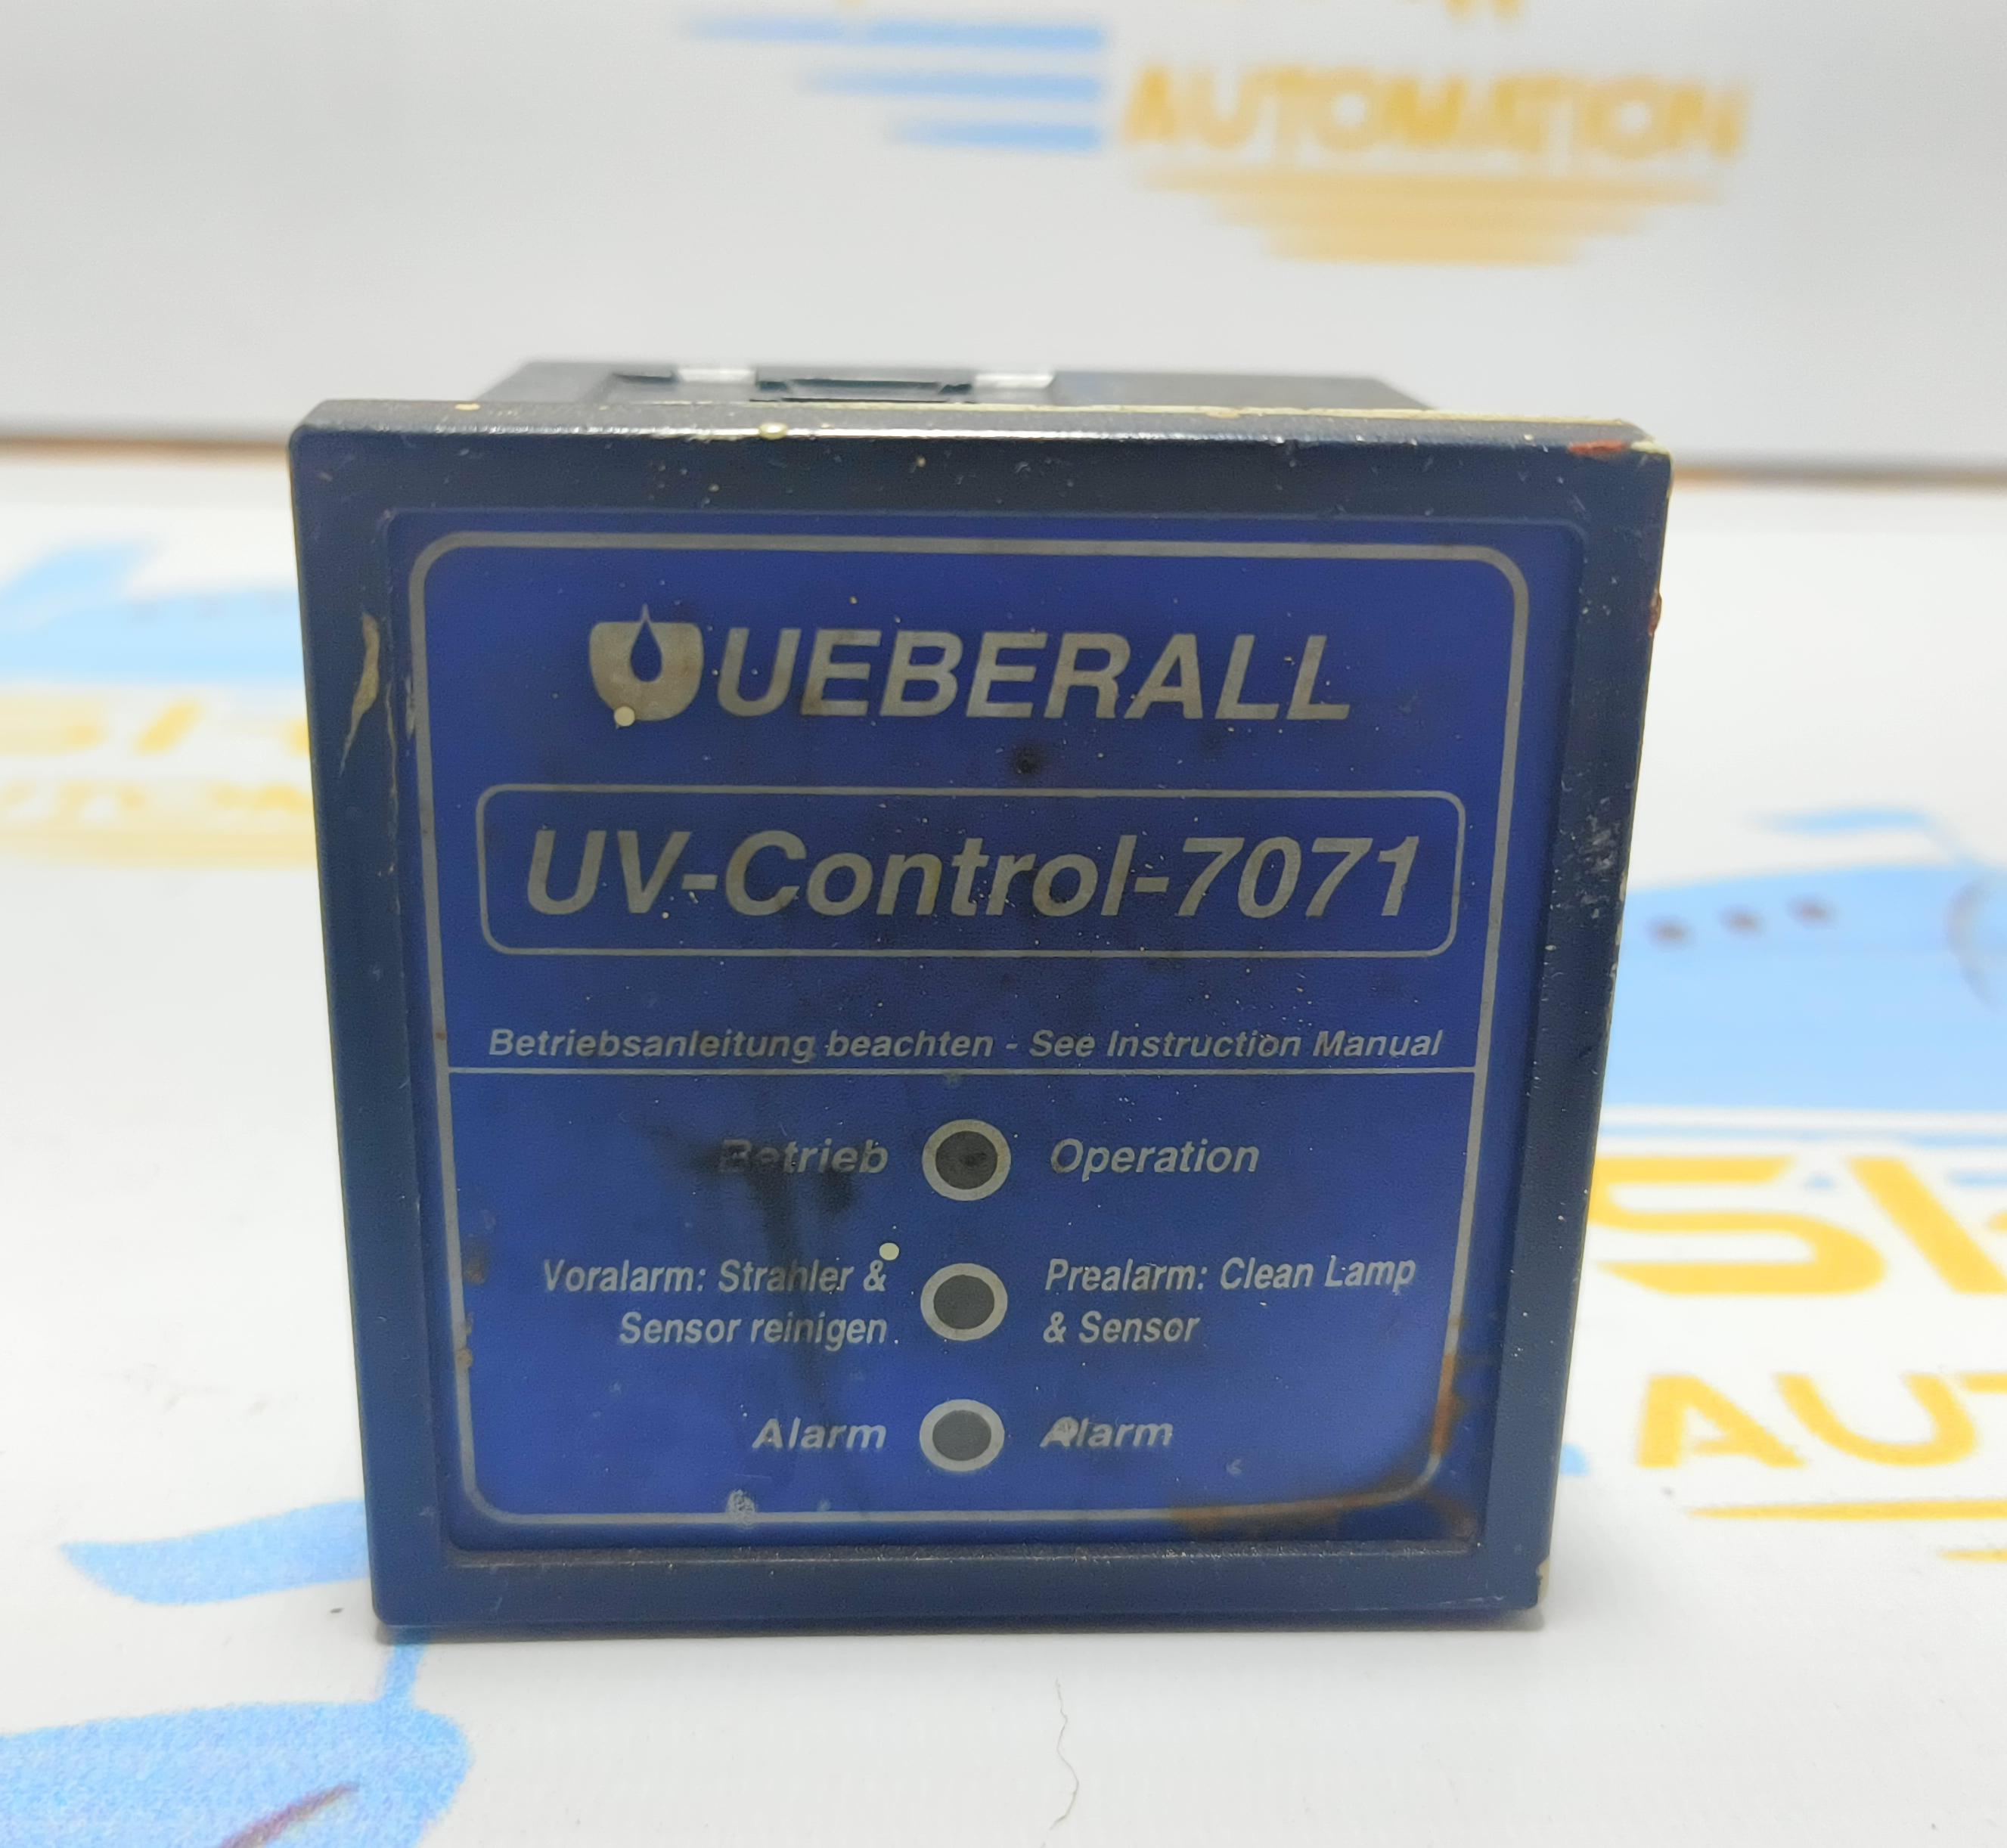 AUTOMATION
UEBERALL
UV-Control-7071
Betriebsanleitung beachten - See Instruction Manual
Betrieb Operation
Voralarm: Strahler & Prealarm: Clean Lamp
Sensor reinigen & Sensor
Alarm Alarm